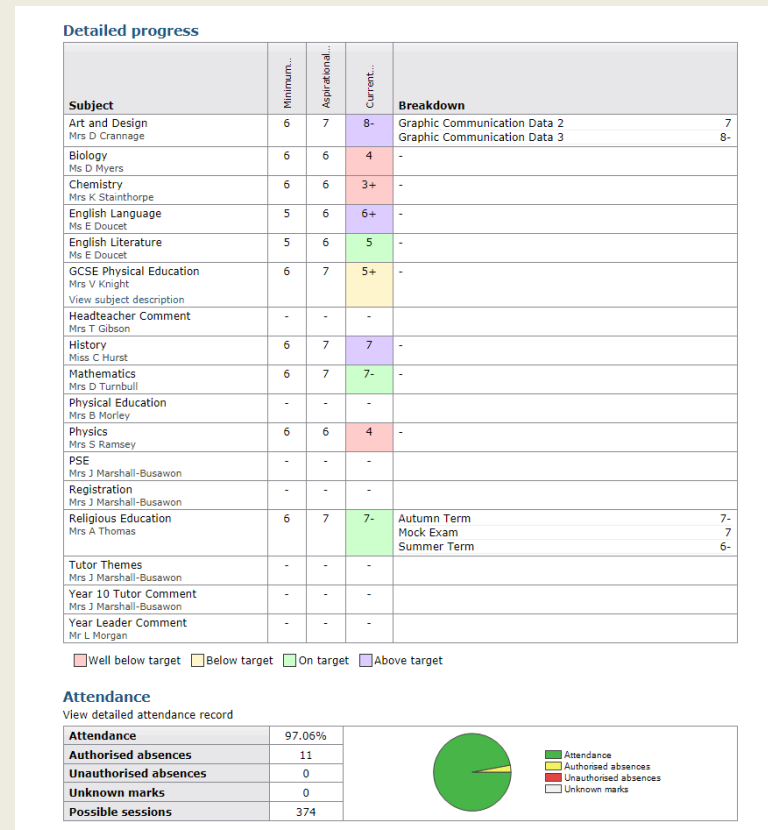 Detailed progress
Subject Minimum... Aspirational... Current... Breakdown
Art and Design 6 7 8- Graphic Communication Data 2 7
Mrs D Crannage Graphic Communication Data 3 8-
Biology 6 6 4 -
Ms D Myers
Chemistry 6 6 3+ -
Mrs K Stainthorpe
English Language 5 6 6+ -
Ms E Doucet
English Literature 5 6 5 -
Ms E Doucet
GCSE Physical Education 6 7 5+ -
Mrs V Knight
View subject description
Headteacher Comment - - -
Mrs T Gibson
History 6 7 7 -
Miss C Hurst
Mathematics 6 7 7- -
Mrs D Turnbull
Physical Education - - -
Mrs B Morley
Physics 6 6 4 -
Mrs S Ramsey
PSE - - -
Mrs J Marshall-Busawon
Registration - - -
Mrs J Marshall-Busawon
Religious Education 6 7 7- Autumn Term 7-
Mrs A Thomas Mock Exam 7
Summer Term 6-
Tutor Themes - - -
Mrs J Marshall-Busawon
Year 10 Tutor Comment - - -
Mrs J Marshall-Busawon
Year Leader Comment - - -
Mr L Morgan
Well below target Below target On target Above target
Attendance
View detailed attendance record
Attendance 97.06%
Authorised absences 11
Unauthorised absences 0
Unknown marks 0
Possible sessions 374
Attendance
Authorised absences
Unauthorised absences
Unknown marks